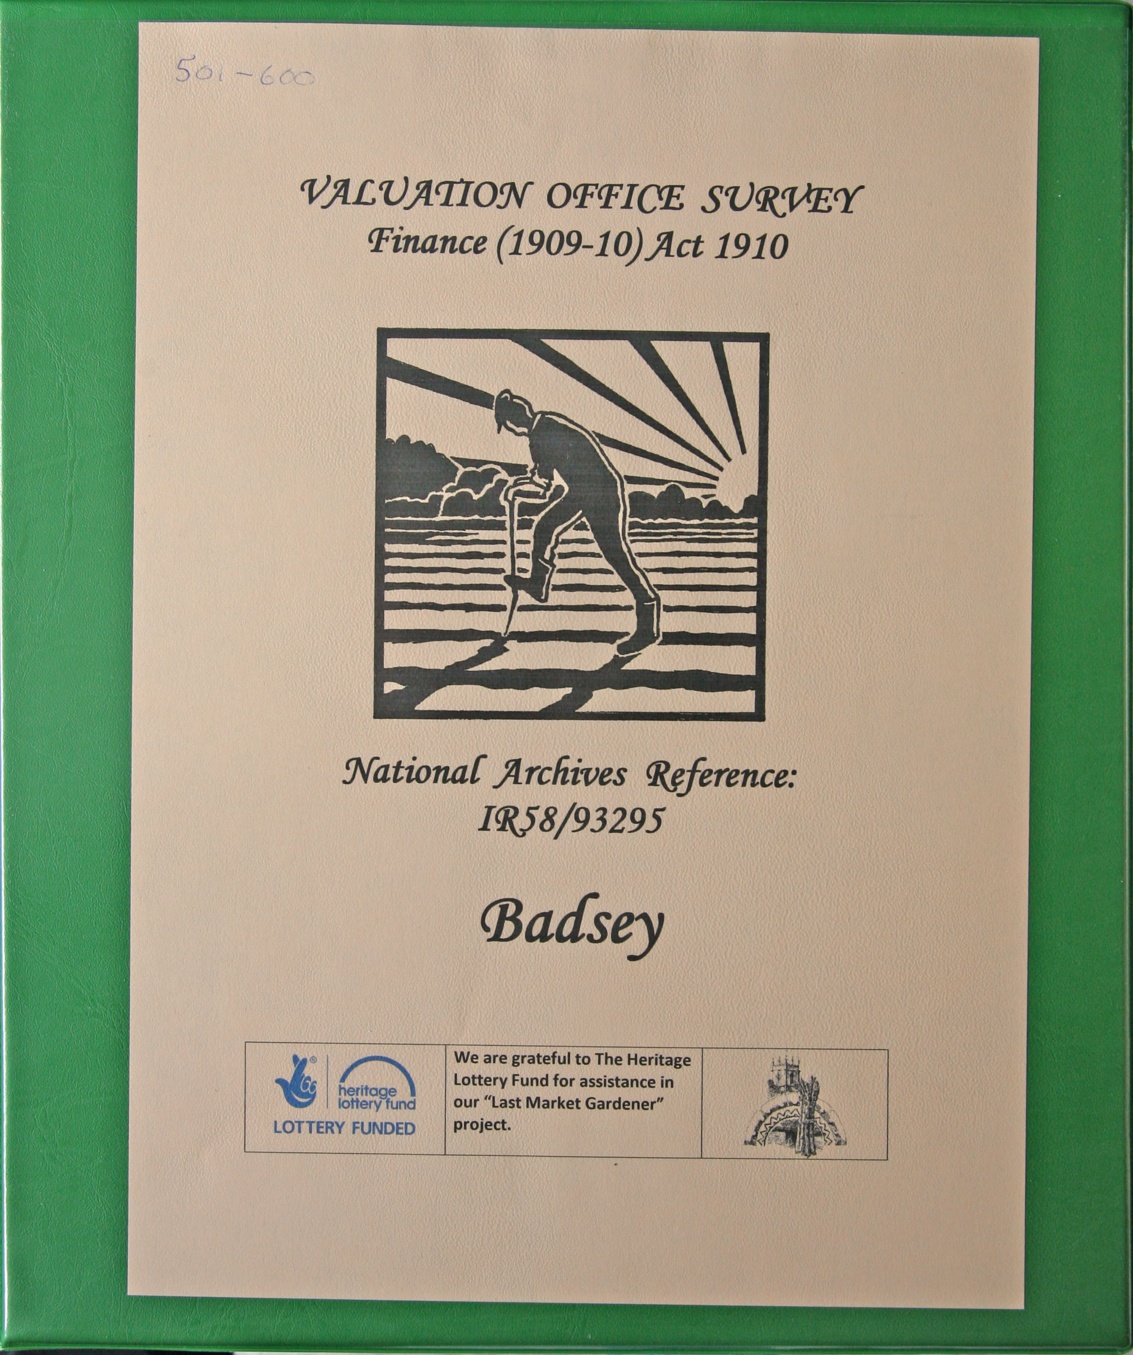 501-600
VALUATION OFFICE SURVEY
Finance (1909-10) Act 1910
National Archives Reference:
IR58/93295
Badsey
heritage
lottery fund
LOTTERY FUNDED
We are grateful to The Heritage
Lottery Fund for assistance in
our “Last Market Gardener”
project.